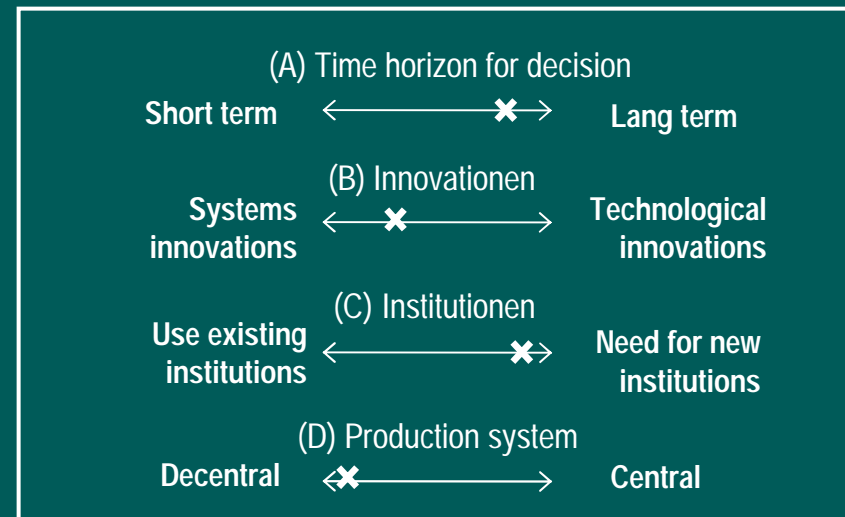 (A) Time horizon for decision
Short term
Lang term
(B) Innovationen
Systems
innovations
Technological
innovations
(C) Institutionen
Use existing
institutions
Need for new
institutions
(D) Production system
Decentral
Central